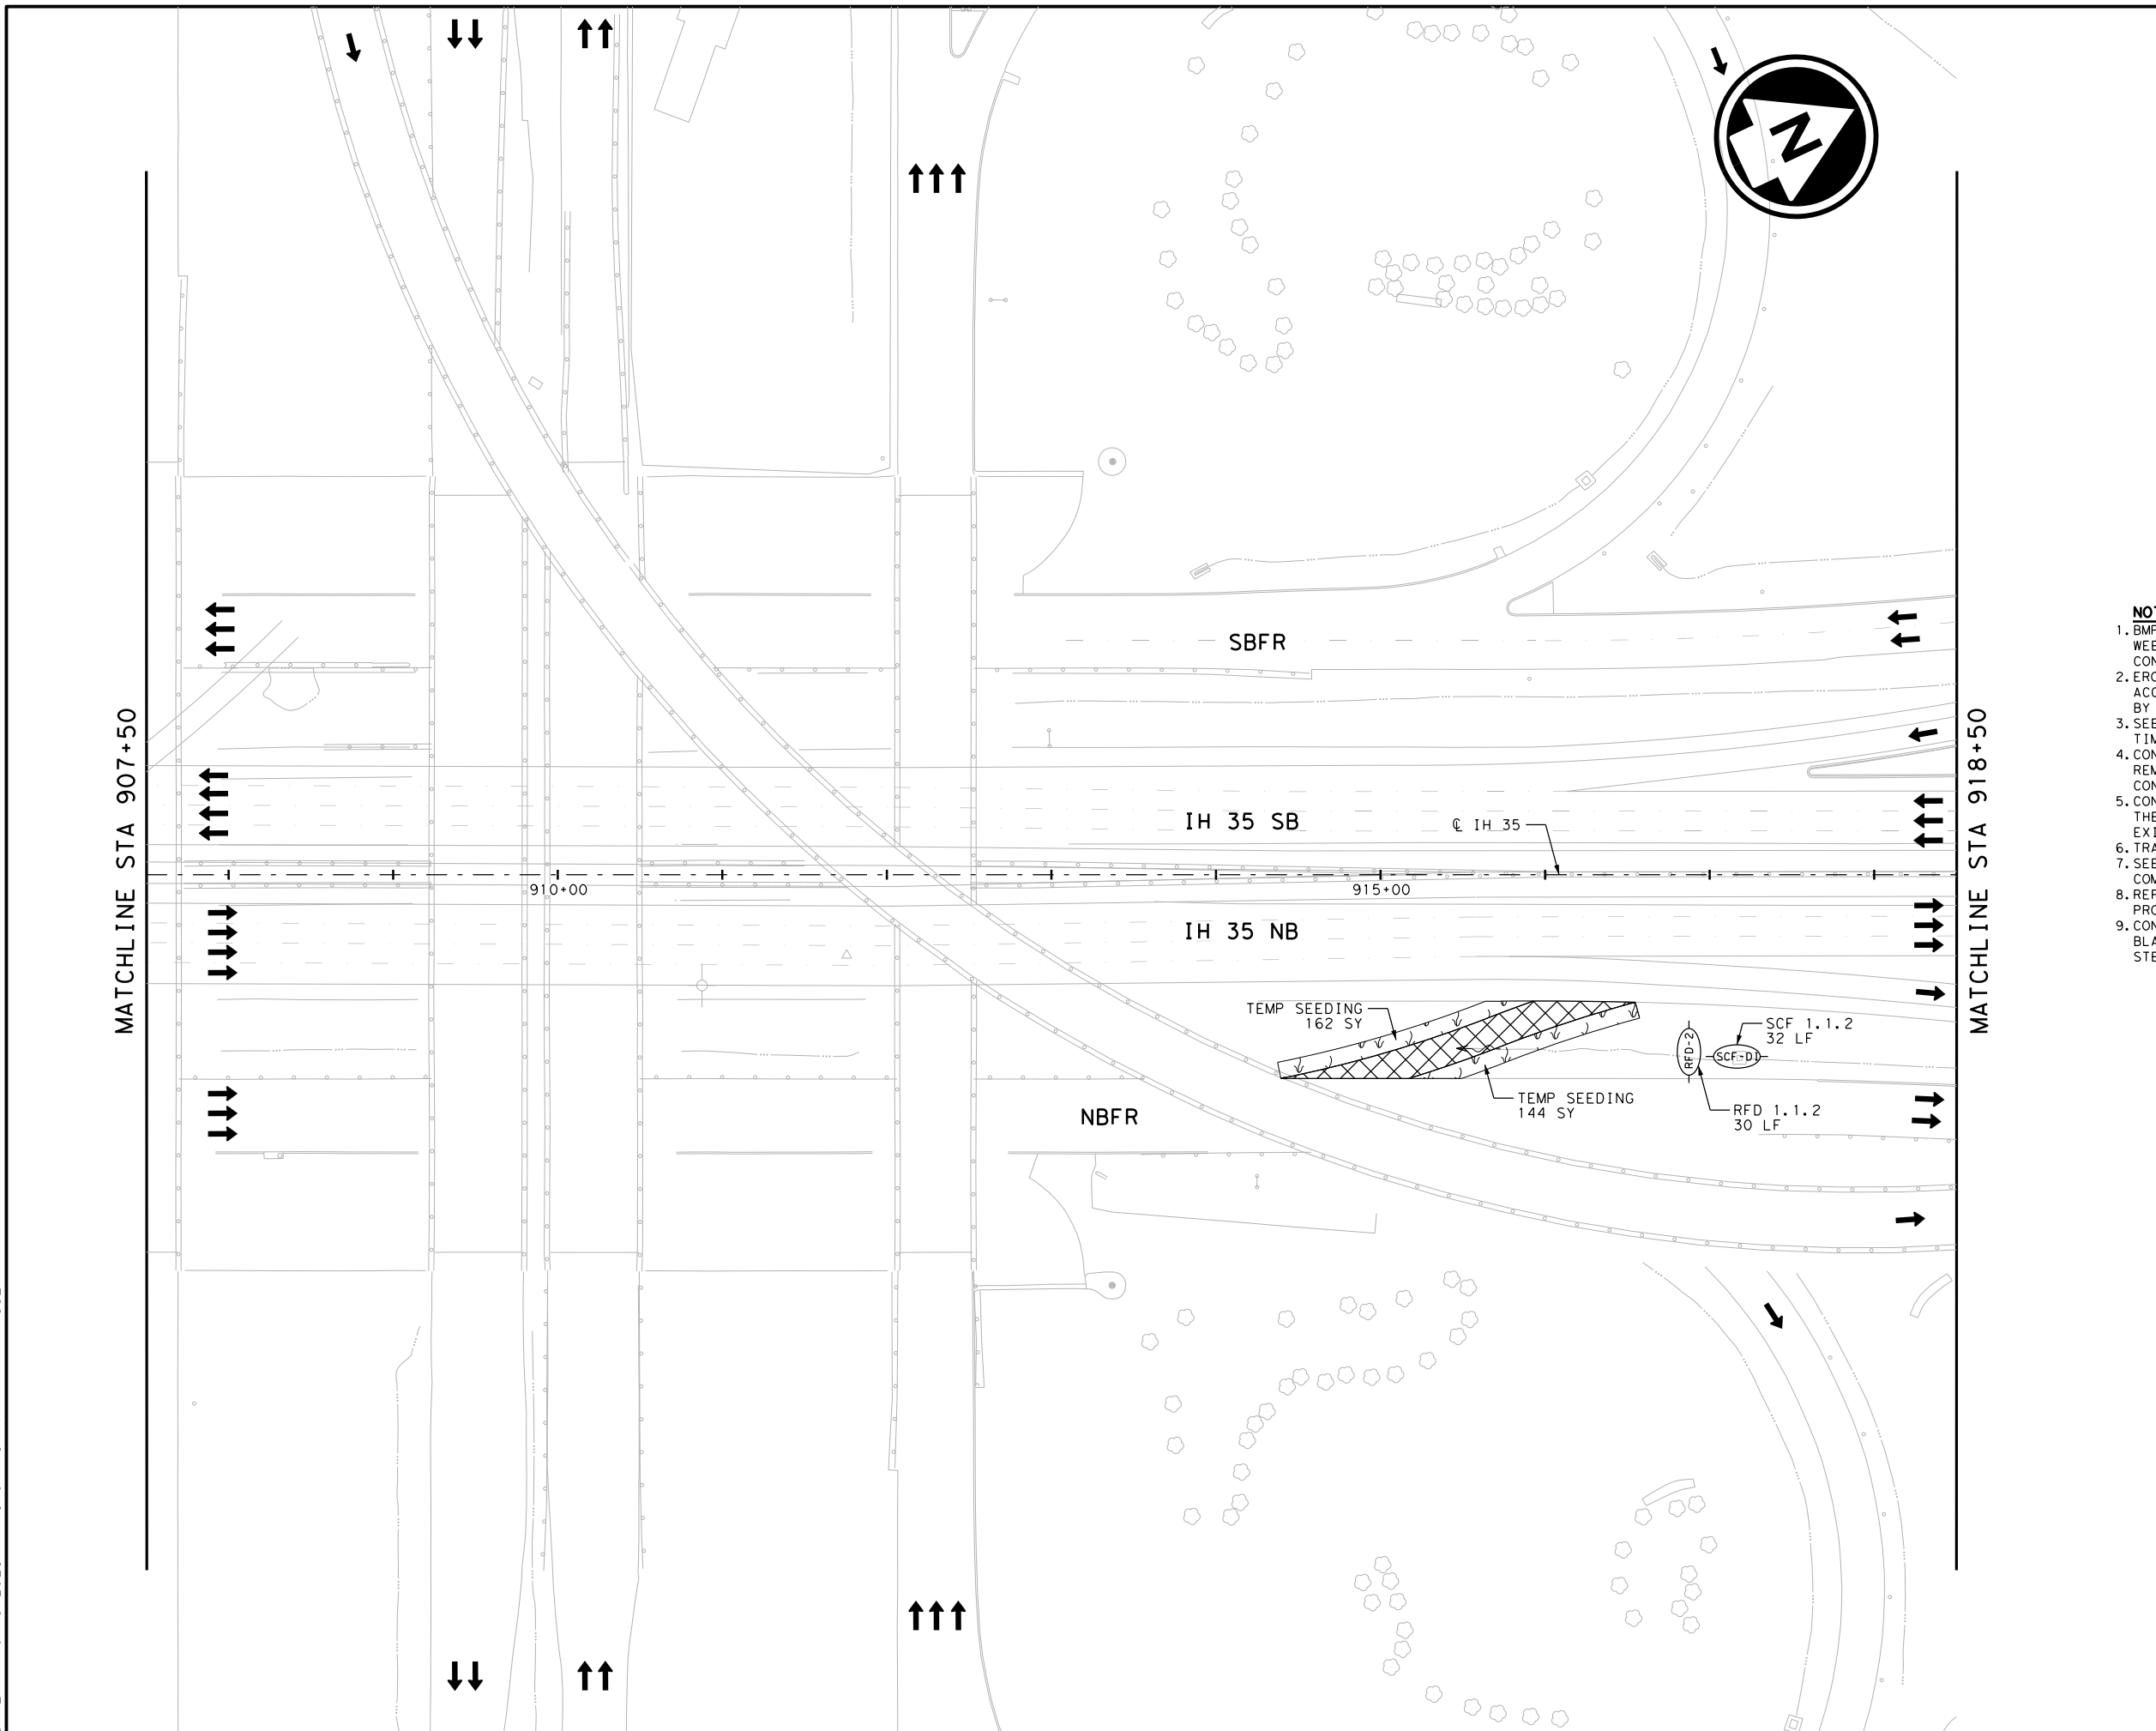 N
SBFR
MATCHLINE STA 907+50
MATCHLINE STA 918+50
IH 35 SB
℄ IH 35
910+00
915+00
IH 35 NB
TEMP SEEDING
162 SY
RFD-2
SCF-DI
SCF 1.1.2
32 LF
TEMP SEEDING
144 SY
RFD 1.1.2
30 LF
NBFR
1.
2.
BY
3.
4.
5.
6.
7.
8.
9.